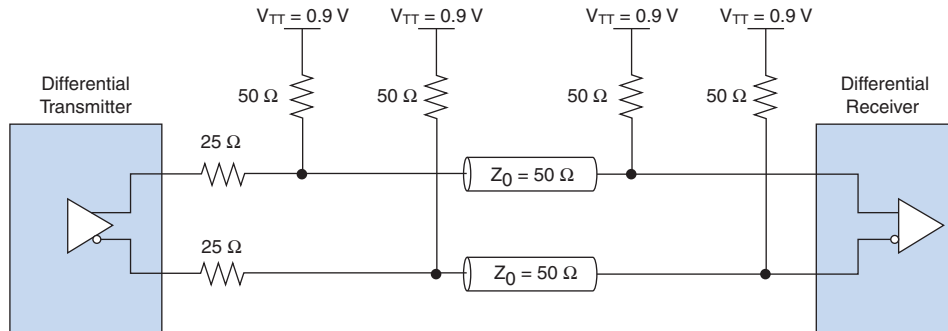 V_TT = 0.9 V V_TT = 0.9 V V_TT = 0.9 V V_TT = 0.9 V
Differential
Transmitter
Differential
Receiver
50 Ω 50 Ω 50 Ω 50 Ω
25 Ω
Z_0 = 50 Ω
25 Ω
Z_0 = 50 Ω